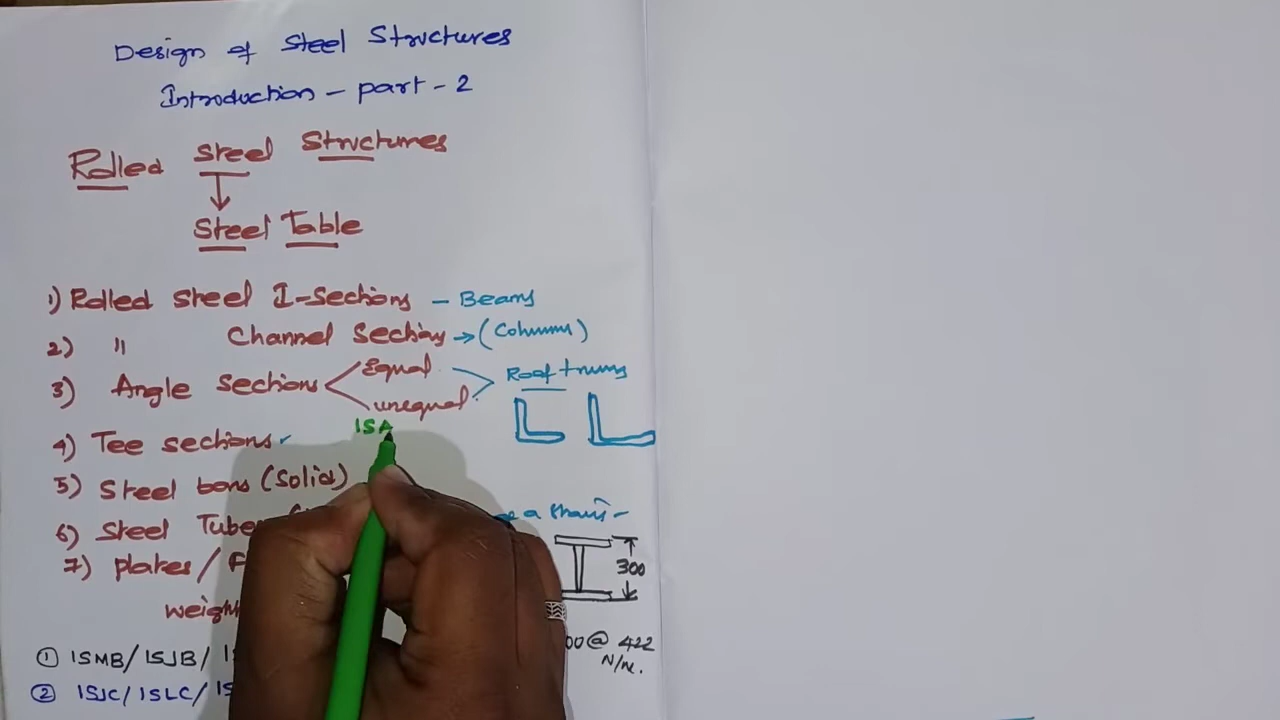 Design of Steel Structures
Introduction - part - 2
Rolled Steel Structures
Steel Table
1) Rolled Steel I-Sections - Beams
2) " Channel Sections → (Columns)
3) Angle Sections Equal unequal Roof truss
ISA
4) Tee sections
5) Steel bars (Solid)
6) Steel
7) plates /
300
① ISMB / ISJB /
@ 422
N/m.
② ISJC / ISLC /